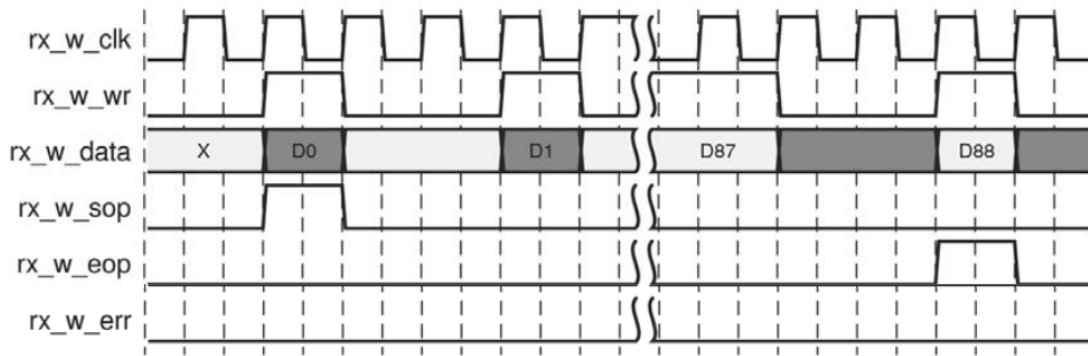 rx_w_clk
rx_w_wr
rx_w_data X D0 D1 D87 D88
rx_w_sop
rx_w_eop
rx_w_err